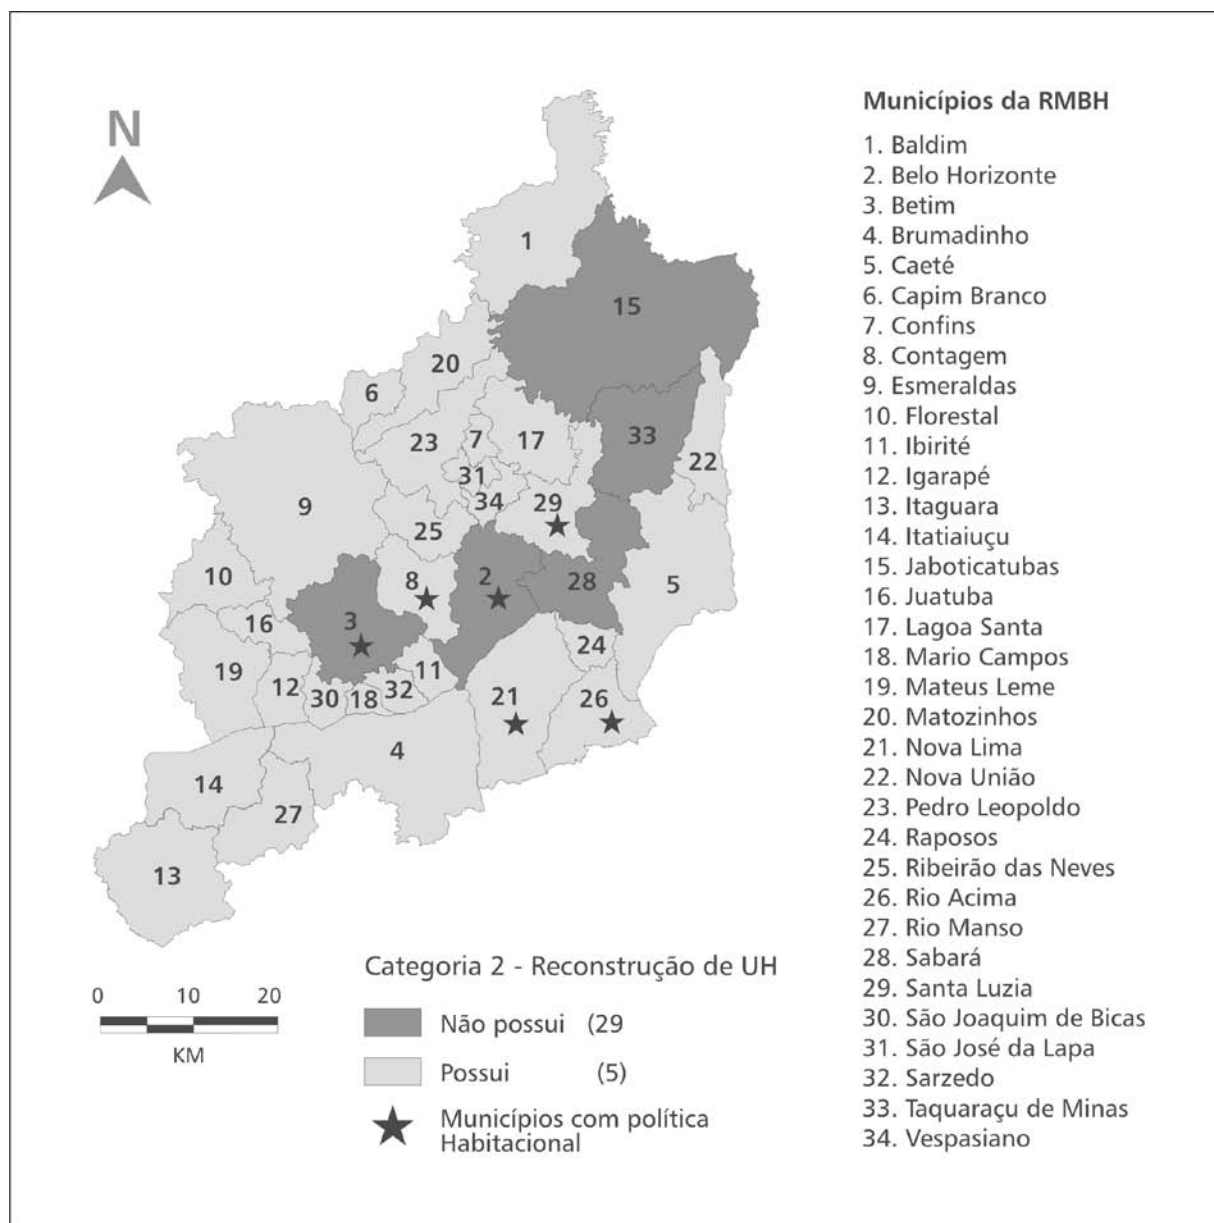 N
Municípios da RMBH
1. Baldim
2. Belo Horizonte
3. Betim
4. Brumadinho
5. Caeté
6. Capim Branco
7. Confins
8. Contagem
9. Esmeraldas
10. Florestal
11. Ibirité
12. Igarapé
13. Itaguara
14. Itatiaiuçu
15. Jaboticatubas
16. Juatuba
17. Lagoa Santa
18. Mario Campos
19. Mateus Leme
20. Matozinhos
21. Nova Lima
22. Nova União
23. Pedro Leopoldo
24. Raposos
25. Ribeirão das Neves
26. Rio Acima
27. Rio Manso
28. Sabará
29. Santa Luzia
30. São Joaquim de Bicas
31. São José da Lapa
32. Sarzedo
33. Taquaraçu de Minas
34. Vespasiano
1
15
20
6
33
23
7
17
22
31
34
29
9
25
10
8
2
28
5
3
16
24
11
19
12
30
18
32
21
26
4
14
27
13
Categoria 2 - Reconstrução de UH
Não possui (29
Possui (5)
Municípios com política
Habitacional
0 10 20
KM